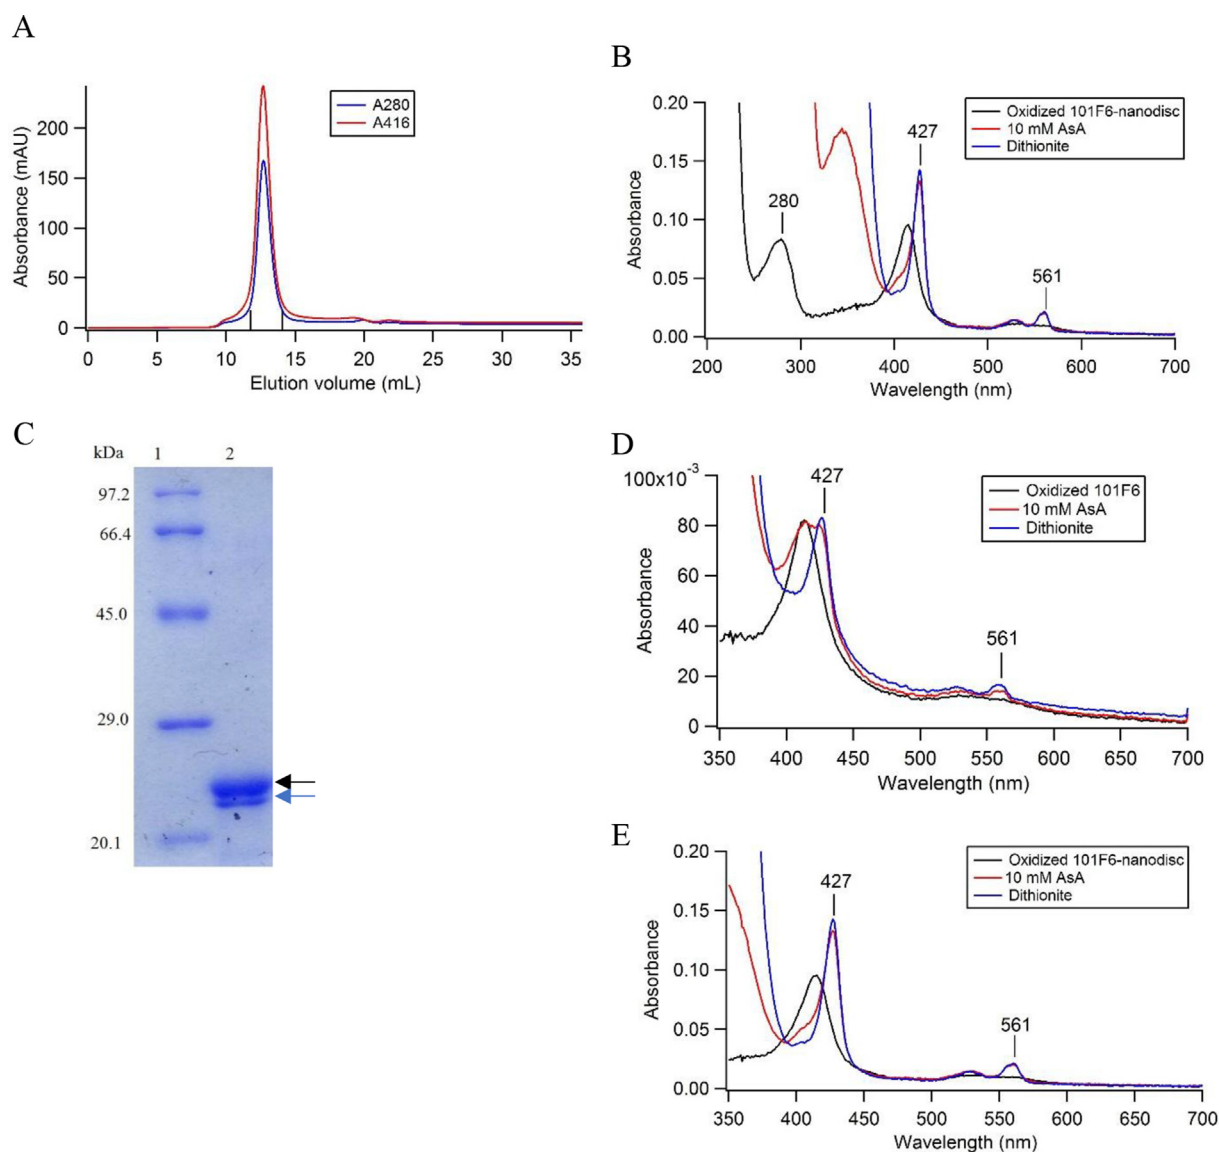 A
A280
A416
200
150
100
50
0
Absorbance (mAU)
0 5 10 15 20 25 30 35
Elution volume (mL)
B
Oxidized 101F6-nanodisc
10 mM AsA
Dithionite
427
280
561
0.20
0.15
0.10
0.05
0.00
Absorbance
200 300 400 500 600 700
Wavelength (nm)
C
kDa 1 2
97.2
66.4
45.0
29.0
20.1
D
Oxidized 101F6
10 mM AsA
Dithionite
427
561
100x10-3
80
60
40
20
0
Absorbance
350 400 450 500 550 600 650 700
Wavelength (nm)
E
Oxidized 101F6-nanodisc
10 mM AsA
Dithionite
427
561
0.20
0.15
0.10
0.05
0.00
Absorbance
350 400 450 500 550 600 650 700
Wavelength (nm)